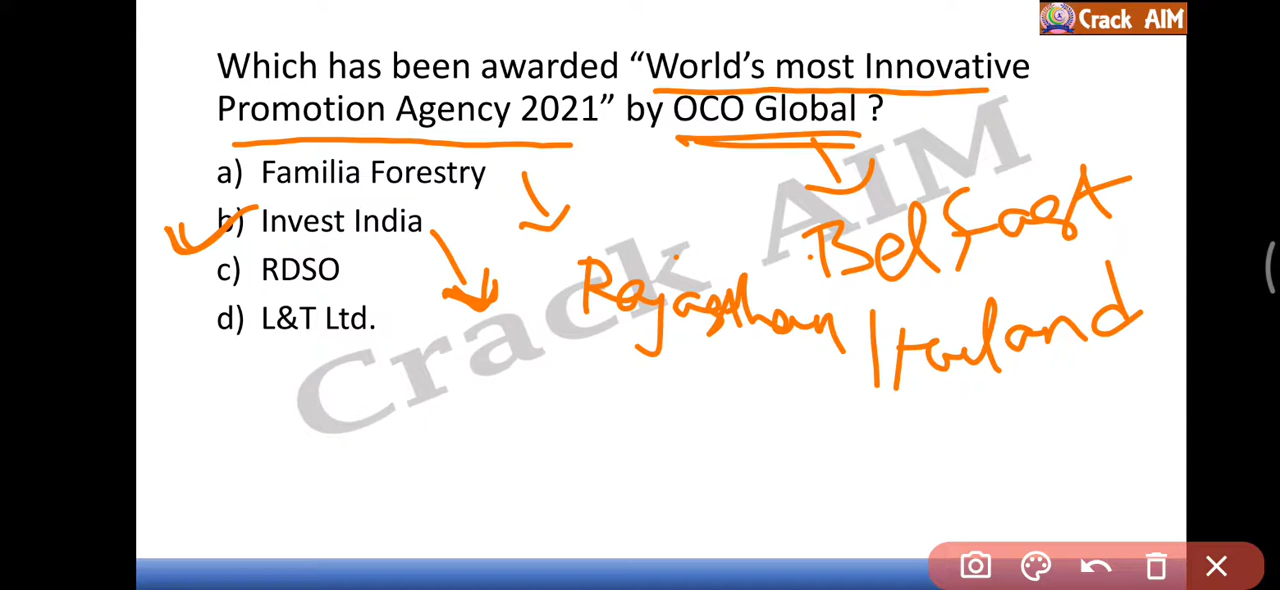 Crack AIM
Which has been awarded “World’s most Innovative
Promotion Agency 2021” by OCO Global ?
a) Familia Forestry
b) Invest India
c) RDSO
d) L&T Ltd.
Belfast
Rajasthan
Ireland
Crack AIM